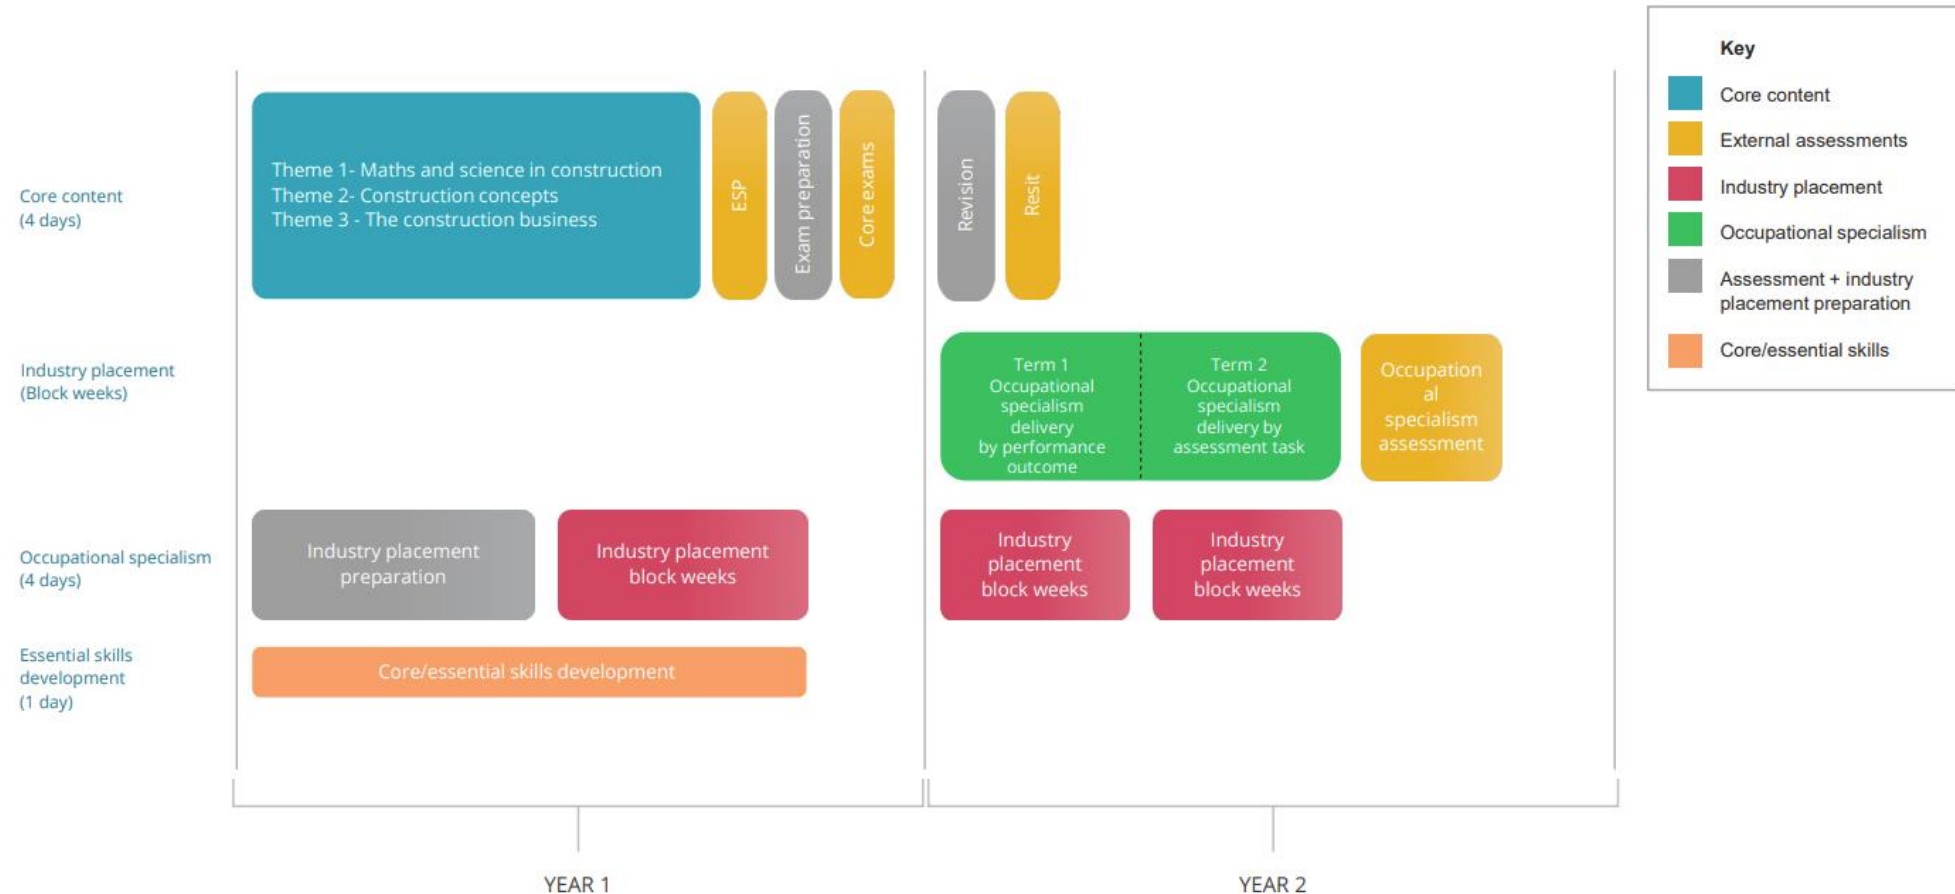 Key
Core content
External assessments
Industry placement
Occupational specialism
Assessment + industry
placement preparation
Core/essential skills
Core content
(4 days)
Theme 1- Maths and science in construction
Theme 2- Construction concepts
Theme 3 - The construction business
ESP
Exam preparation
Core exams
Revision
Resit
Industry placement
(Block weeks)
Term 1
Occupational
specialism
delivery
by performance
outcome
Term 2
Occupational
specialism
delivery by
assessment task
Occupation
al
specialism
assessment
Occupational specialism
(4 days)
Industry placement
preparation
Industry placement
block weeks
Industry
placement
block weeks
Industry
placement
block weeks
Essential skills
development
(1 day)
Core/essential skills development
YEAR 1
YEAR 2